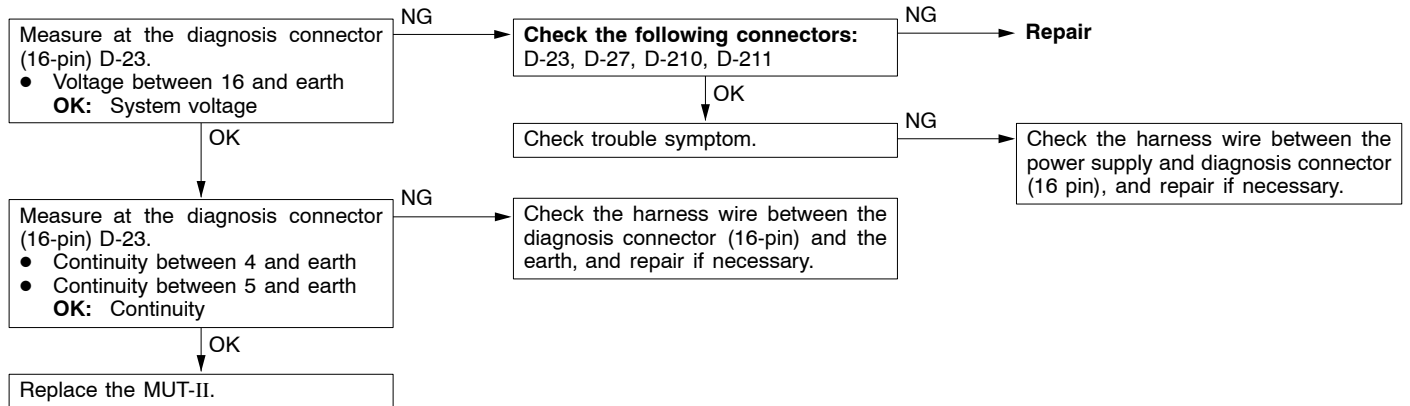 Measure at the diagnosis connector
(16-pin) D-23.
● Voltage between 16 and earth
OK: System voltage
NG
Check the following connectors:
D-23, D-27, D-210, D-211
NG
Repair
OK
Check trouble symptom.
NG
Check the harness wire between the
power supply and diagnosis connector
(16 pin), and repair if necessary.
OK
Measure at the diagnosis connector
(16-pin) D-23.
● Continuity between 4 and earth
● Continuity between 5 and earth
OK: Continuity
NG
Check the harness wire between the
diagnosis connector (16-pin) and the
earth, and repair if necessary.
OK
Replace the MUT-II.